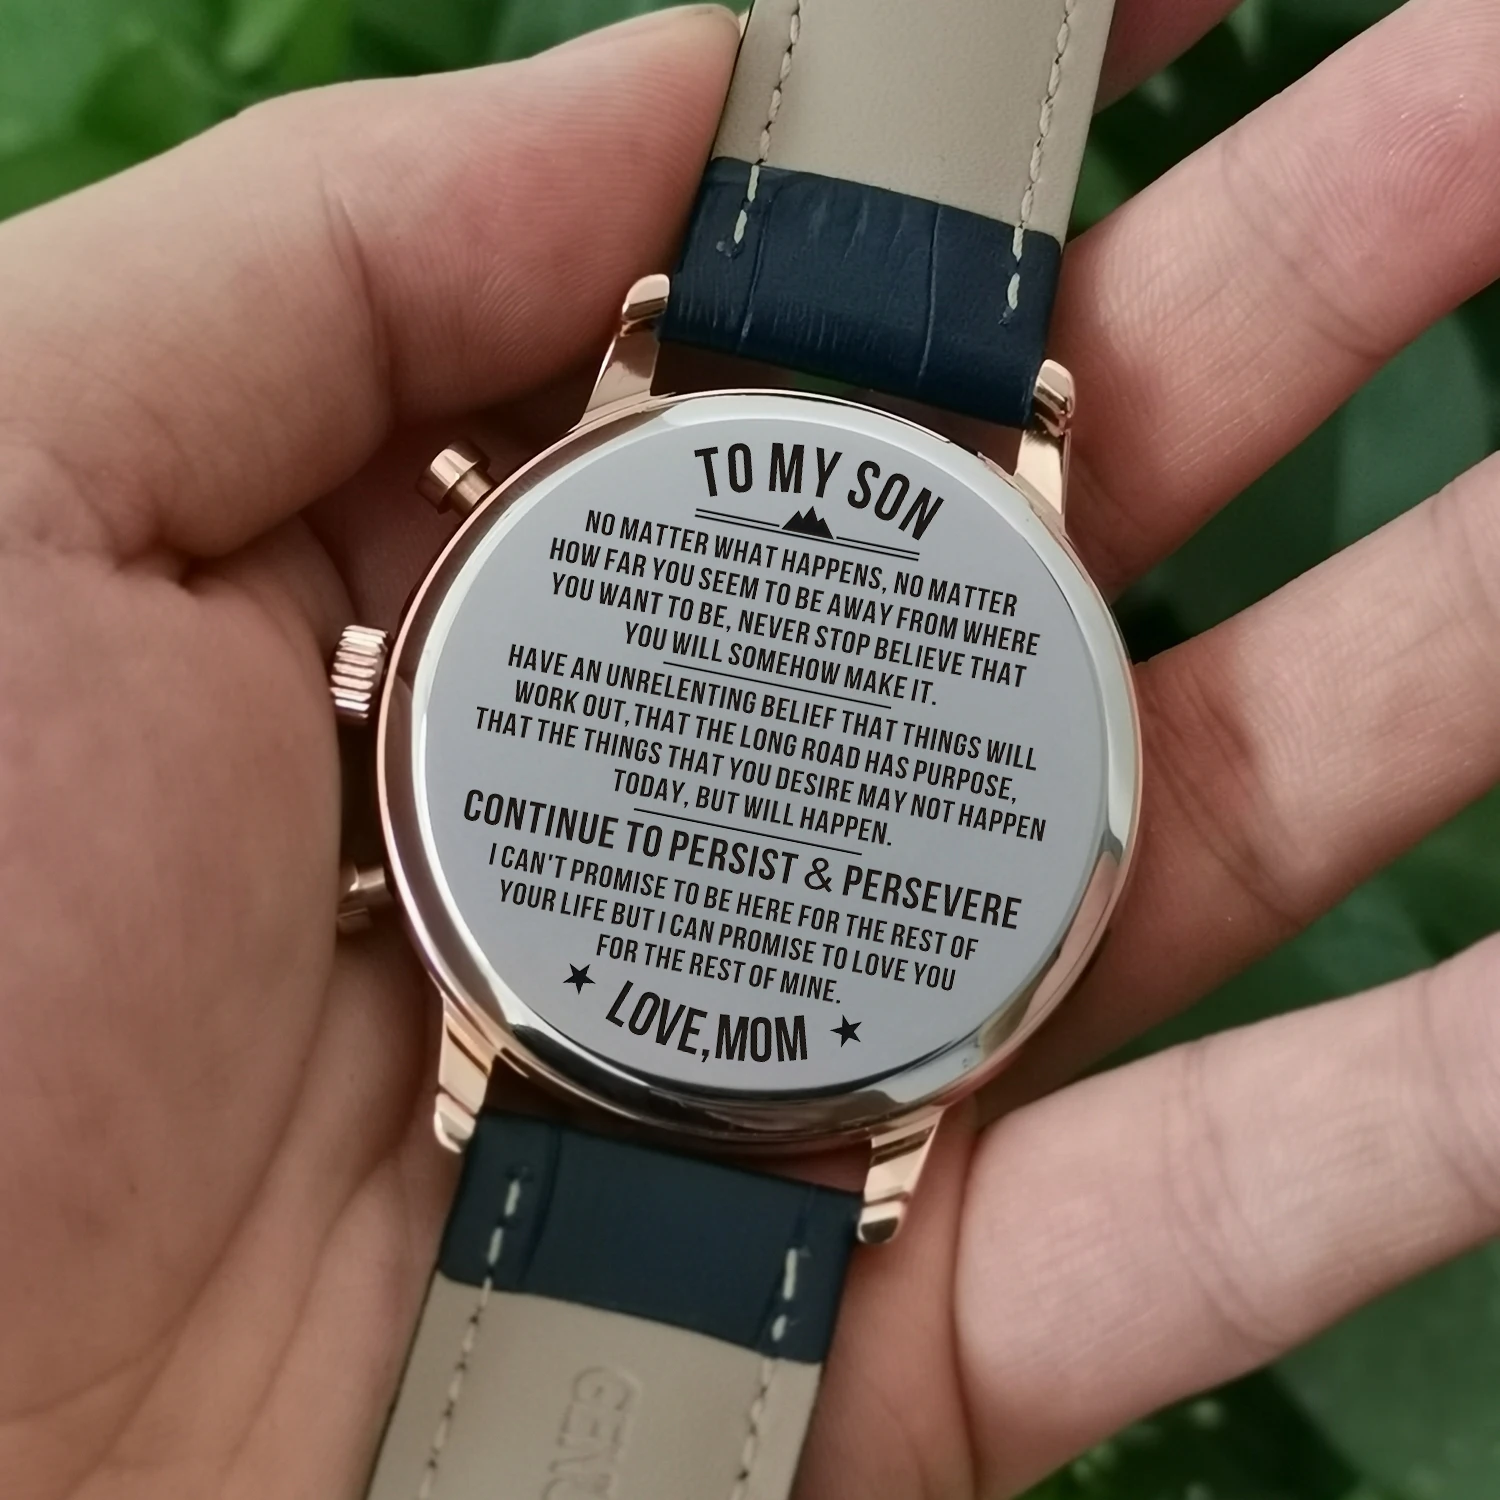 TO MY SON
NO MATTER WHAT HAPPENS, NO MATTER
HOW FAR YOU SEEM TO BE AWAY FROM WHERE
YOU WANT TO BE, NEVER STOP BELIEVE THAT
YOU WILL SOMEHOW MAKE IT.
HAVE AN UNRELENTING BELIEF THAT THINGS WILL
WORK OUT, THAT THE LONG ROAD HAS PURPOSE,
THAT THE THINGS THAT YOU DESIRE MAY NOT HAPPEN
TODAY, BUT WILL HAPPEN.
CONTINUE TO PERSIST & PERSEVERE
I CAN'T PROMISE TO BE HERE FOR THE REST OF
YOUR LIFE BUT I CAN PROMISE TO LOVE YOU
FOR THE REST OF MINE.
LOVE, MOM